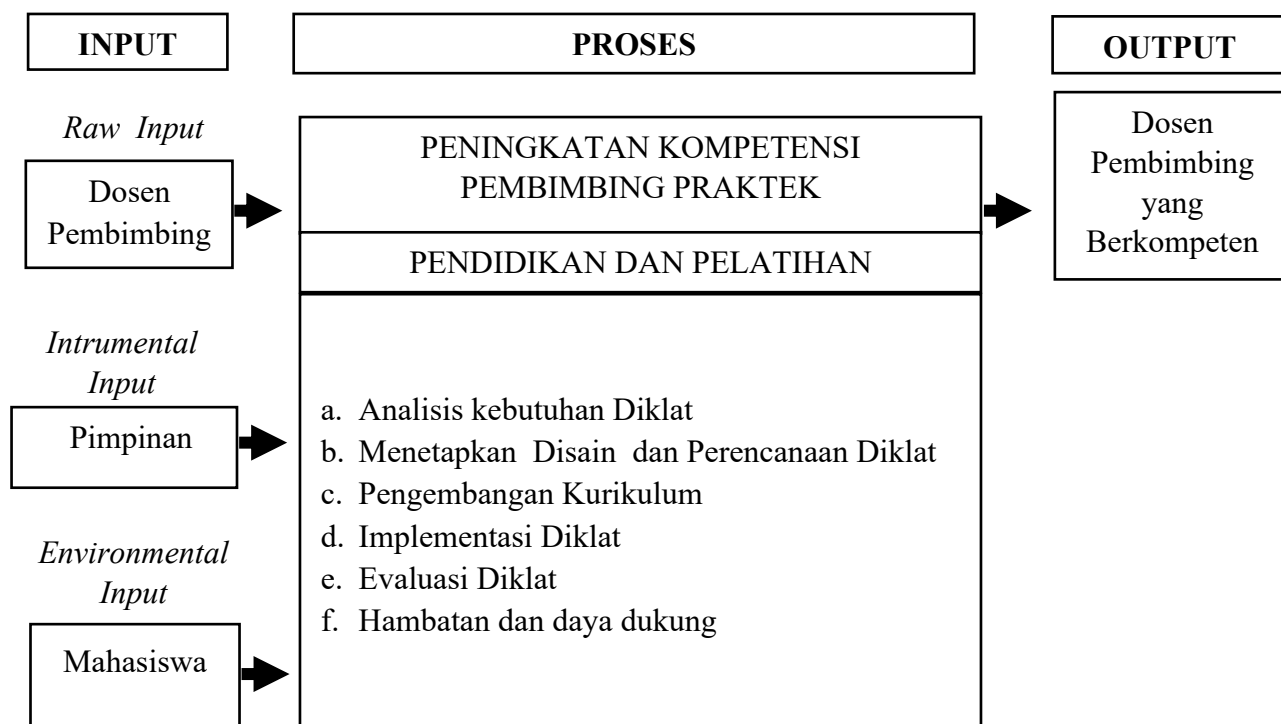 INPUT
PROSES
OUTPUT
Raw Input
Dosen
Pembimbing
Intrumental
Input
Pimpinan
Environmental
Input
Mahasiswa
PENINGKATAN KOMPETENSI
PEMBIMBING PRAKTEK
PENDIDIKAN DAN PELATIHAN
a. Analisis kebutuhan Diklat
b. Menetapkan Disain dan Perencanaan Diklat
c. Pengembangan Kurikulum
d. Implementasi Diklat
e. Evaluasi Diklat
f. Hambatan dan daya dukung
Dosen
Pembimbing
yang
Berkompeten